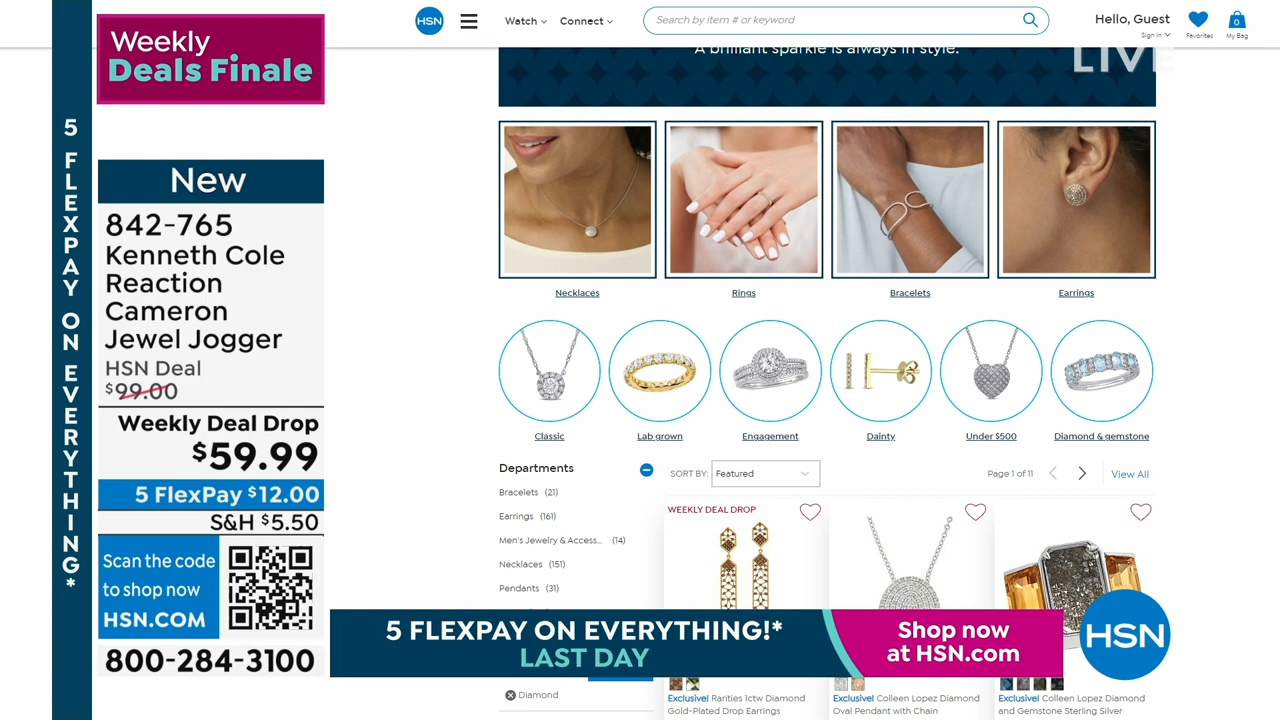 Weekly
Deals Finale
5 FLEXPAY ON EVERYTHING*
New
842-765
Kenneth Cole
Reaction
Cameron
Jewel Jogger
HSN Deal
$99.00
Weekly Deal Drop
$59.99
5 FlexPay $12.00
S&H $5.50
Scan the code
to shop now
HSN.COM
800-284-3100
HSN
Watch
Connect
Search by item # or keyword
Hello, Guest
Sign in
Favorites
0
My Bag
LIVE
A brilliant sparkle is always in style.
Necklaces
Rings
Bracelets
Earrings
Classic
Lab grown
Engagement
Dainty
Under $500
Diamond & gemstone
Departments
Bracelets (21)
Earrings (161)
Men's Jewelry & Access... (14)
Necklaces (151)
Pendants (31)
SORT BY:
Featured
Page 1 of 11
View All
WEEKLY DEAL DROP
5 FLEXPAY ON EVERYTHING!*
LAST DAY
Shop now
at HSN.com
HSN
Diamond
Exclusive! Rarities 1ctw Diamond
Gold-Plated Drop Earrings
Exclusive! Colleen Lopez Diamond
Oval Pendant with Chain
Exclusive! Colleen Lopez Diamond
and Gemstone Sterling Silver